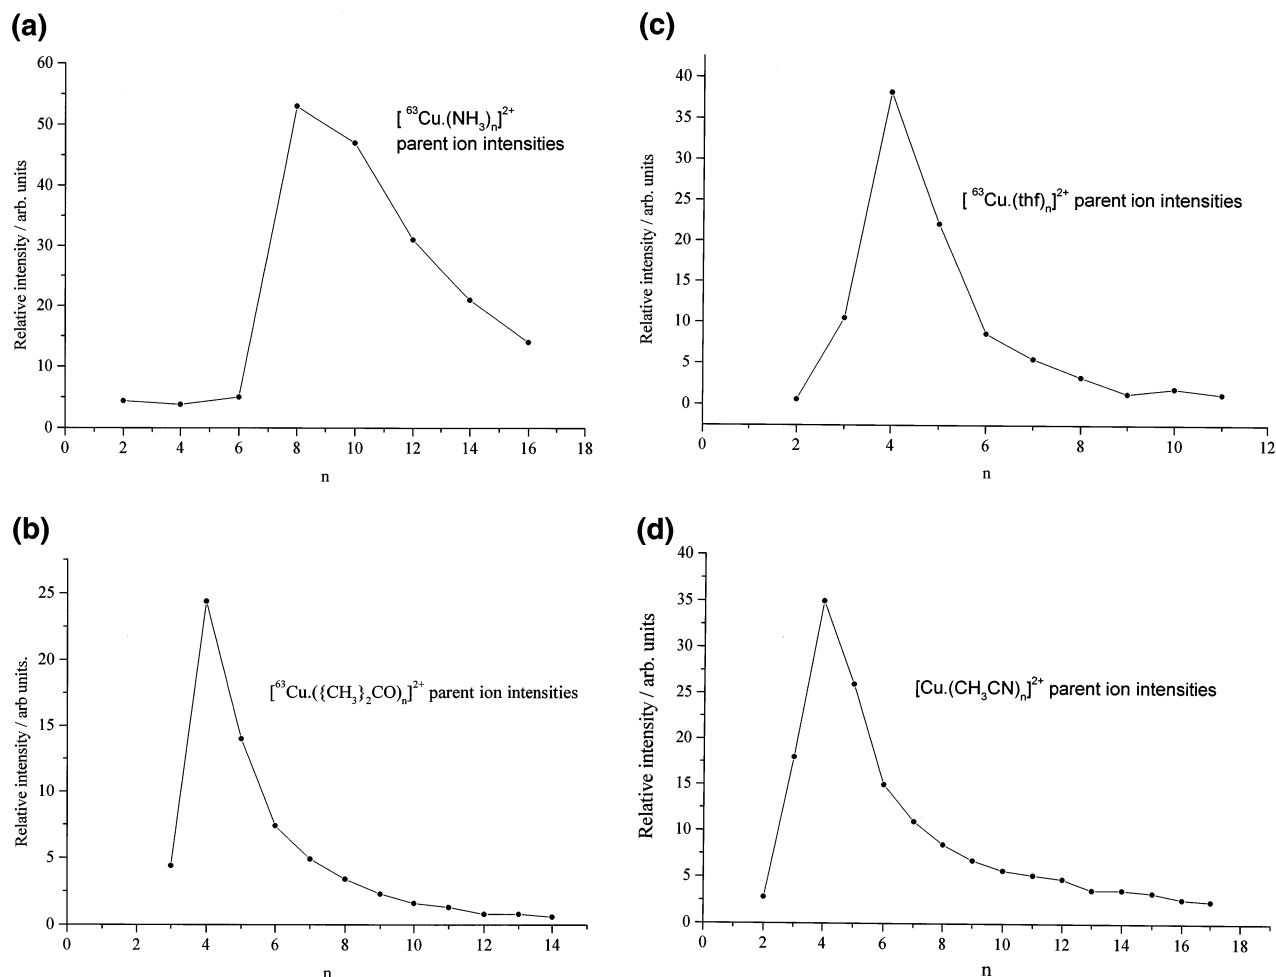 (a)
60
50
40
30
20
10
0
Relative intensity / arb. units
[ ⁶³Cu.(NH₃)ₙ]²⁺
parent ion intensities
0 2 4 6 8 10 12 14 16 18
n
(c)
40
35
30
25
20
15
10
5
0
Relative intensity / arb. units
[ ⁶³Cu.(thf)ₙ]²⁺ parent ion intensities
0 2 4 6 8 10 12
n
(b)
25
20
15
10
5
0
Relative intensity / arb units.
[⁶³Cu.({CH₃}₂CO)ₙ]²⁺ parent ion intensities
0 2 4 6 8 10 12 14
n
(d)
40
35
30
25
20
15
10
5
0
Relative intensity / arb. units
[Cu.(CH₃CN)ₙ]²⁺ parent ion intensities
0 2 4 6 8 10 12 14 16 18
n